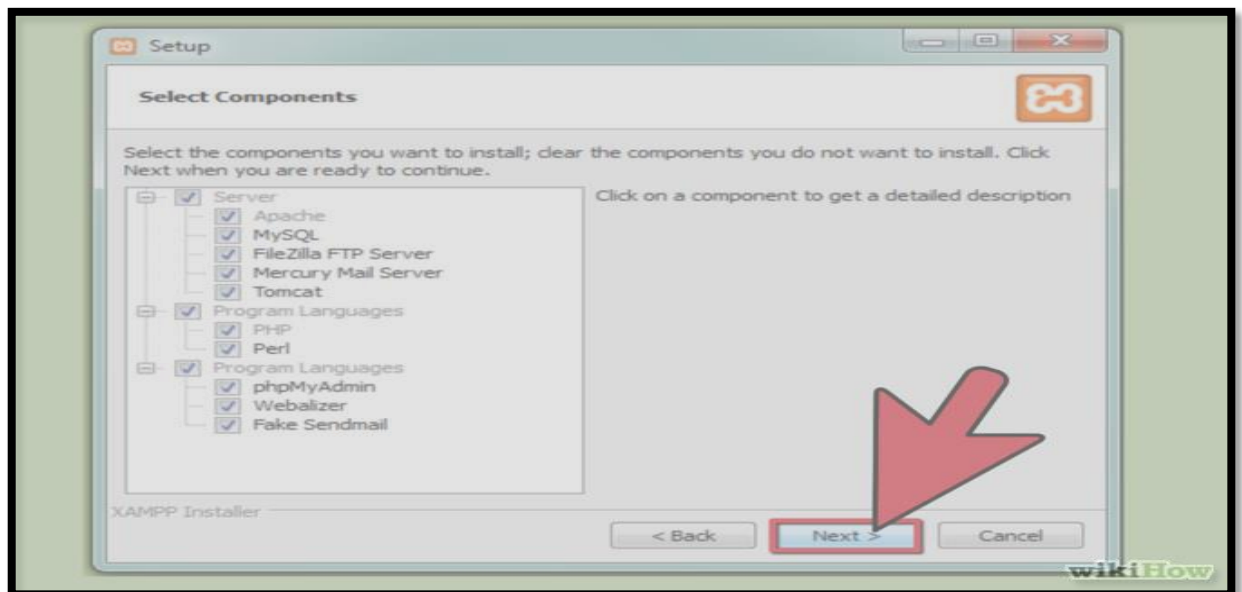 Setup
Select Components
Select the components you want to install; clear the components you do not want to install. Click
Next when you are ready to continue.
Server
Apache
MySQL
FileZilla FTP Server
Mercury Mail Server
Tomcat
Program Languages
PHP
Perl
Program Languages
phpMyAdmin
Webalizer
Fake Sendmail
Click on a component to get a detailed description
XAMPP Installer
< Back Next > Cancel
wikiHow